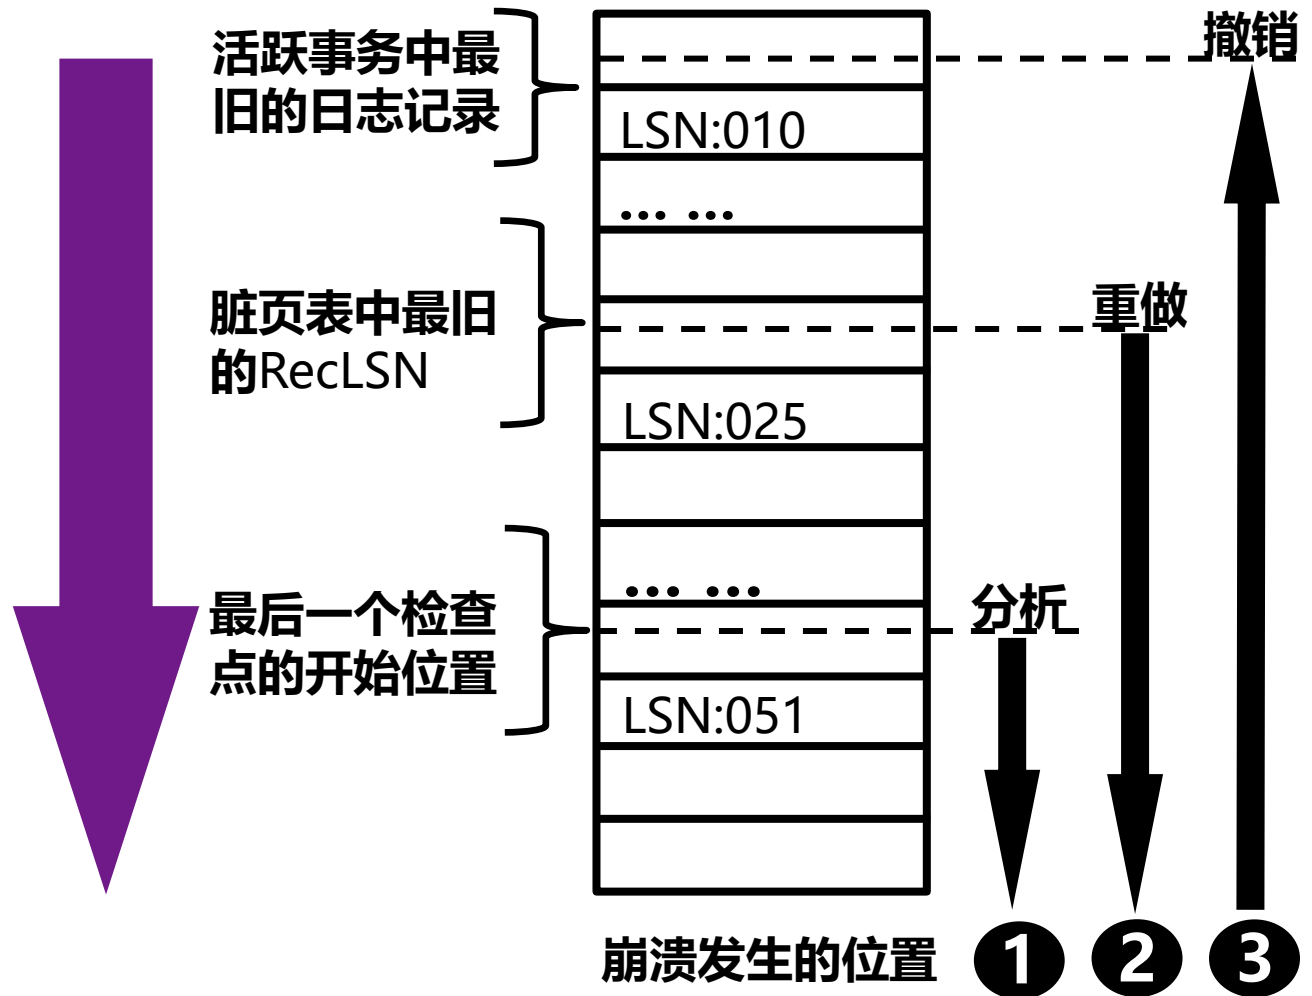 活跃事务中最
旧的日志记录
撤销
LSN:010
... ...
脏页表中最旧
的RecLSN
重做
LSN:025
... ...
最后一个检查
点的开始位置
分析
LSN:051
崩溃发生的位置
1
2
3